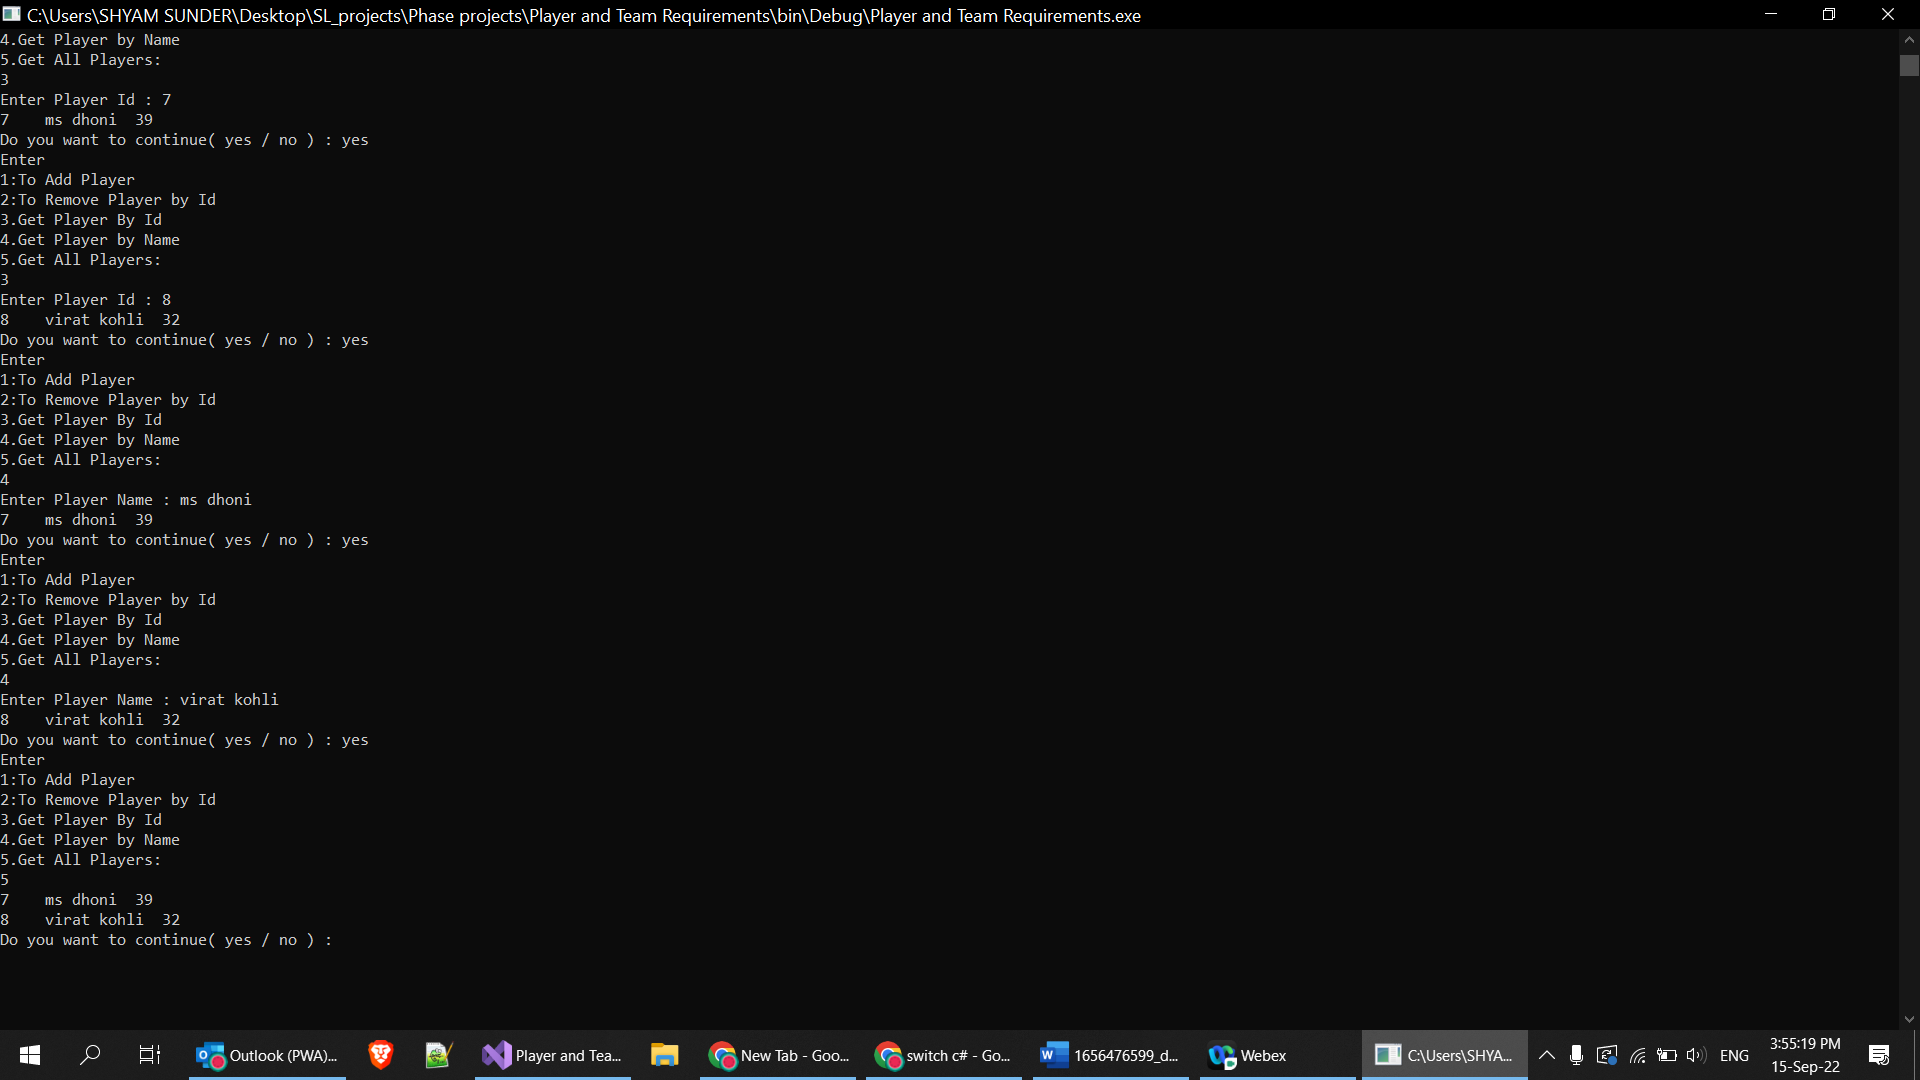 C:\Users\SHYAM SUNDER\Desktop\SL_projects\Phase projects\Player and Team Requirements\bin\Debug\Player and Team Requirements.exe
4.Get Player by Name
5.Get All Players:
3
Enter Player Id : 7
7    ms dhoni  39
Do you want to continue( yes / no ) : yes
Enter
1:To Add Player
2:To Remove Player by Id
3.Get Player By Id
4.Get Player by Name
5.Get All Players:
3
Enter Player Id : 8
8    virat kohli  32
Do you want to continue( yes / no ) : yes
Enter
1:To Add Player
2:To Remove Player by Id
3.Get Player By Id
4.Get Player by Name
5.Get All Players:
4
Enter Player Name : ms dhoni
7    ms dhoni  39
Do you want to continue( yes / no ) : yes
Enter
1:To Add Player
2:To Remove Player by Id
3.Get Player By Id
4.Get Player by Name
5.Get All Players:
4
Enter Player Name : virat kohli
8    virat kohli  32
Do you want to continue( yes / no ) : yes
Enter
1:To Add Player
2:To Remove Player by Id
3.Get Player By Id
4.Get Player by Name
5.Get All Players:
5
7    ms dhoni  39
8    virat kohli  32
Do you want to continue( yes / no ) :
Outlook (PWA)... Player and Tea... New Tab - Goo... switch c# - Go... 1656476599_d... Webex C:\Users\SHYA... ENG 3:55:19 PM
15-Sep-22